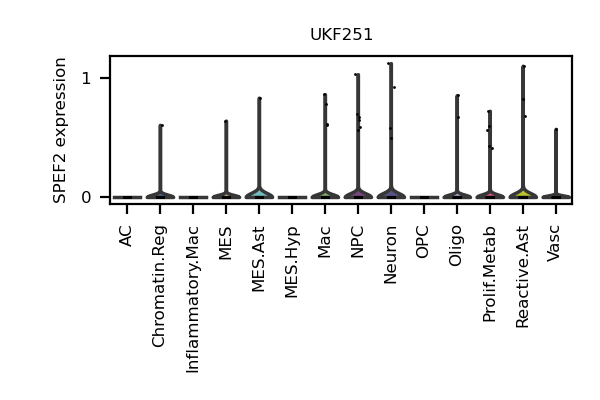 UKF251
SPEF2 expression
1
0
AC
Chromatin.Reg
Inflammatory.Mac
MES
MES.Ast
MES.Hyp
Mac
NPC
Neuron
OPC
Oligo
Prolif.Metab
Reactive.Ast
Vasc